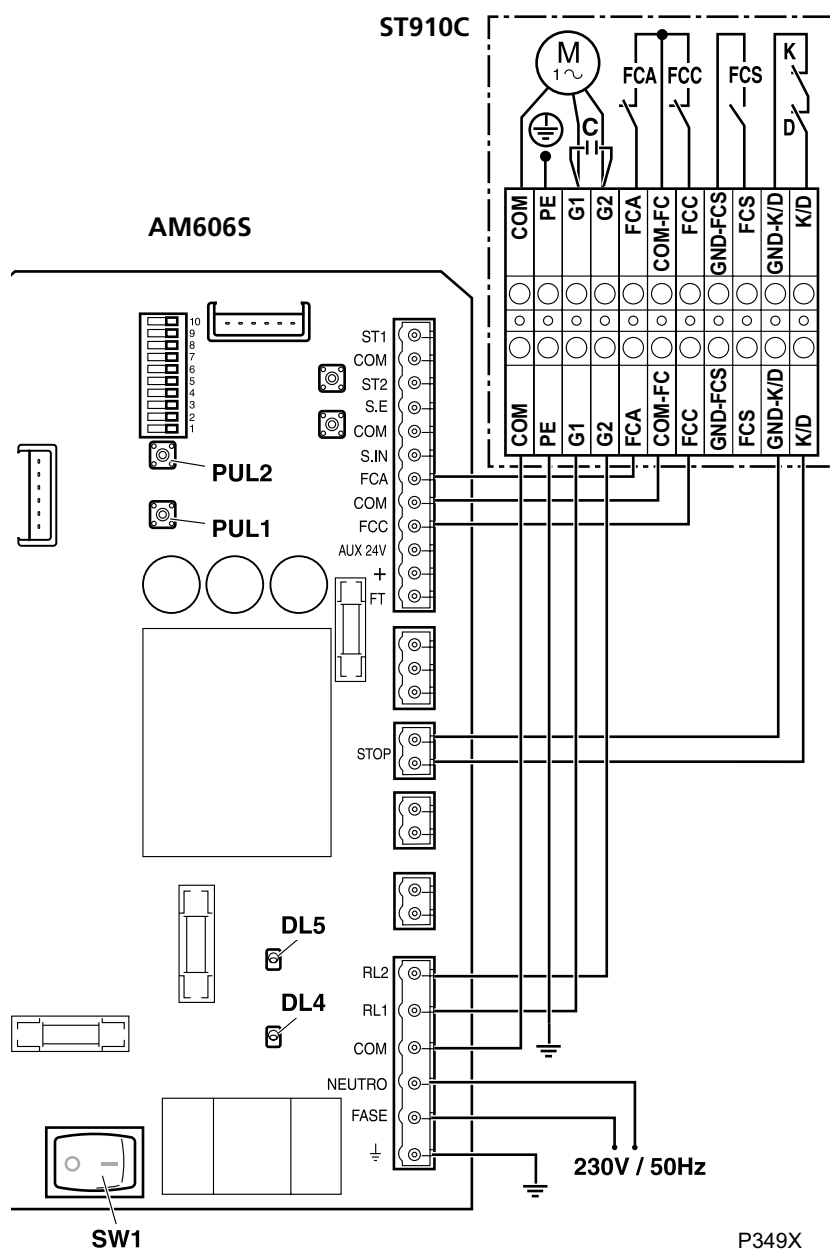 ST910C
M
1~
FCA FCC FCS K
C D
COM PE G1 G2 FCA COM-FC FCC GND-FCS FCS GND-K/D K/D
AM606S
10
9
8
7
6
5
4
3
2
1
ST1
COM
ST2
S.E
COM
S.IN
FCA
COM
FCC
AUX 24V
+
FT
COM PE G1 G2 FCA COM-FC FCC GND-FCS FCS GND-K/D K/D
PUL2
PUL1
STOP
DL5
DL4
RL2
RL1
COM
NEUTRO
FASE
230V / 50Hz
SW1
P349X